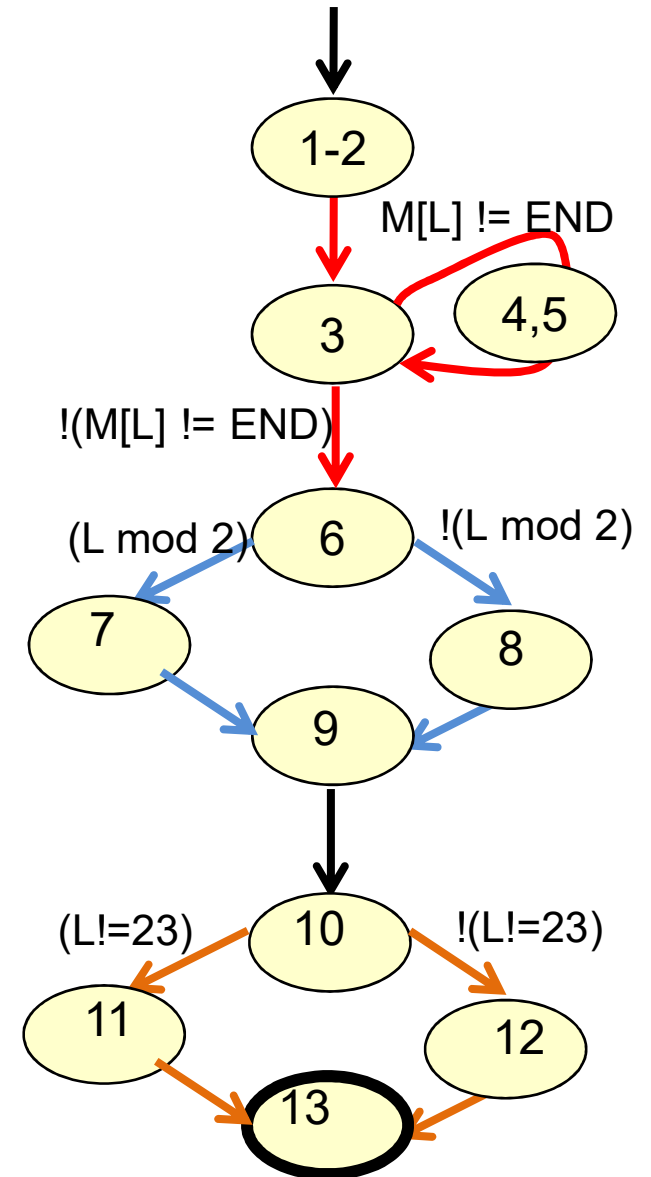 1-2
M[L] != END
3
4,5
!(M[L] != END)
(L mod 2)
6
!(L mod 2)
7
8
9
(L!=23)
10
!(L!=23)
11
12
13